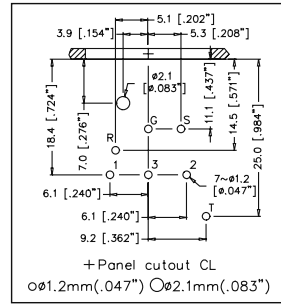 5.1 [.202"]
3.9 [.154"]
5.3 [.208"]
ø2.1
[ø.083"]
18.4 [.724"]
7.0 [.276"]
11.1 [.437"]
14.5 [.571"]
25.0 [.984"]
G
S
R
1
3
2
6.1 [.240"]
7~ø1.2
[ø.047"]
6.1 [.240"]
T
9.2 [.362"]
+Panel cutout CL
oø1.2mm(.047") Oø2.1mm(.083")